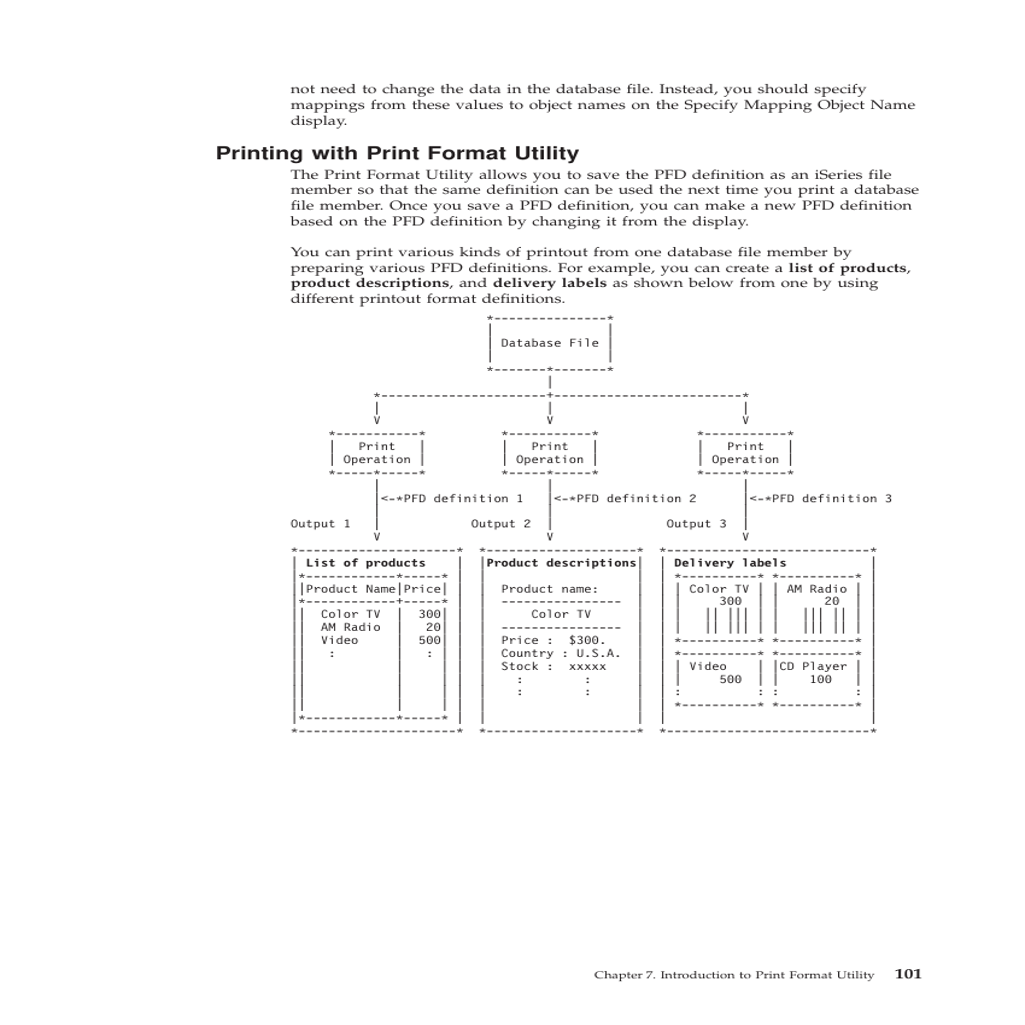 not need to change the data in the database file. Instead, you should specify
mappings from these values to object names on the Specify Mapping Object Name
display.
Printing with Print Format Utility
The Print Format Utility allows you to save the PFD definition as an iSeries file
member so that the same definition can be used the next time you print a database
file member. Once you save a PFD definition, you can make a new PFD definition
based on the PFD definition by changing it from the display.
You can print various kinds of printout from one database file member by
preparing various PFD definitions. For example, you can create a list of products,
product descriptions, and delivery labels as shown below from one by using
different printout format definitions.
Database File
Print Print Print
Operation Operation Operation
<-*PFD definition 1 <-*PFD definition 2 <-*PFD definition 3
Output 1 Output 2 Output 3
List of products Product descriptions Delivery labels
Product Name|Price| Product name: Color TV AM Radio
300 20
Color TV 300 Color TV
AM Radio 20
Video 500 Price : $300.
: : Country : U.S.A.
Stock : xxxxx Video CD Player
: : 500 100
: : : : : :
Chapter 7. Introduction to Print Format Utility 101